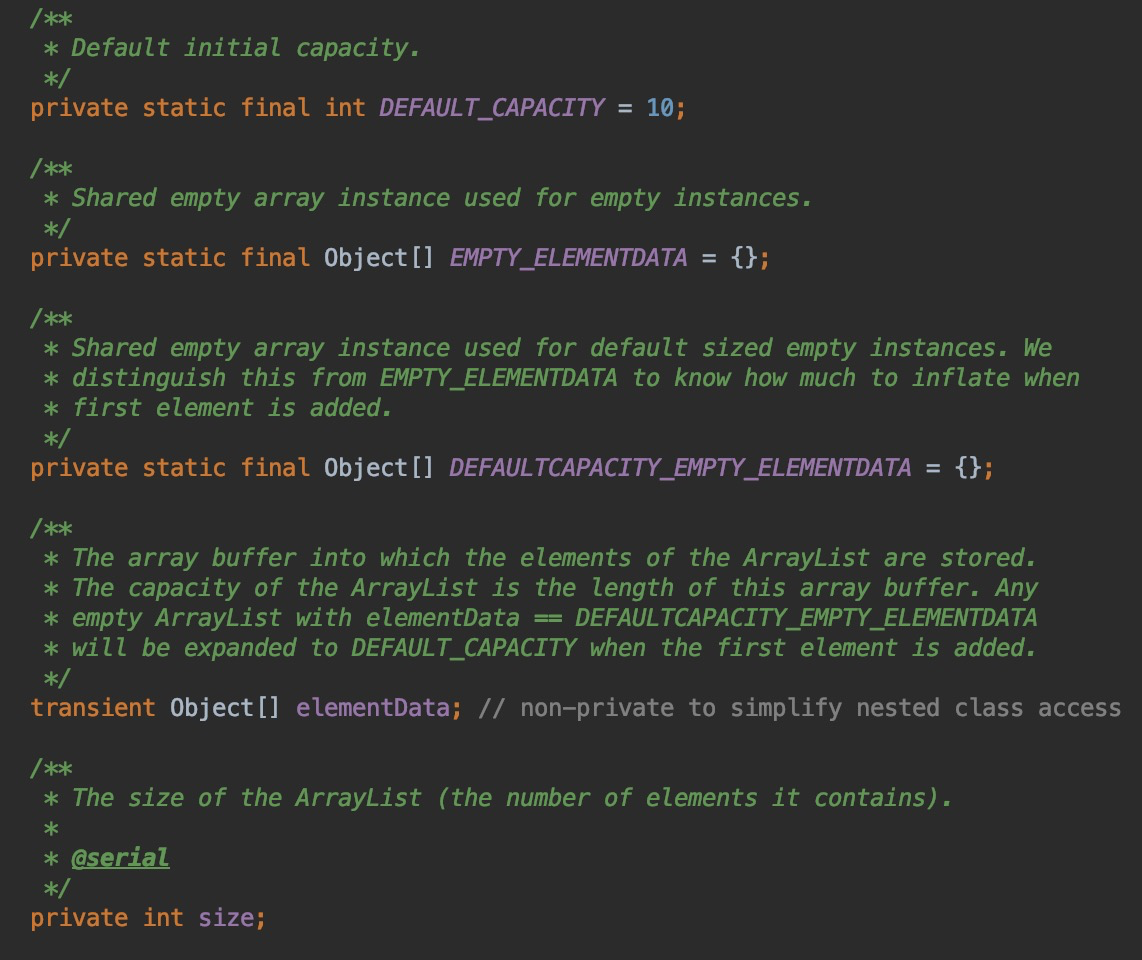 /**
 * Default initial capacity.
 */
private static final int DEFAULT_CAPACITY = 10;

/**
 * Shared empty array instance used for empty instances.
 */
private static final Object[] EMPTY_ELEMENTDATA = {};

/**
 * Shared empty array instance used for default sized empty instances. We
 * distinguish this from EMPTY_ELEMENTDATA to know how much to inflate when
 * first element is added.
 */
private static final Object[] DEFAULTCAPACITY_EMPTY_ELEMENTDATA = {};

/**
 * The array buffer into which the elements of the ArrayList are stored.
 * The capacity of the ArrayList is the length of this array buffer. Any
 * empty ArrayList with elementData == DEFAULTCAPACITY_EMPTY_ELEMENTDATA
 * will be expanded to DEFAULT_CAPACITY when the first element is added.
 */
transient Object[] elementData; // non-private to simplify nested class access

/**
 * The size of the ArrayList (the number of elements it contains).
 *
 * @serial
 */
private int size;